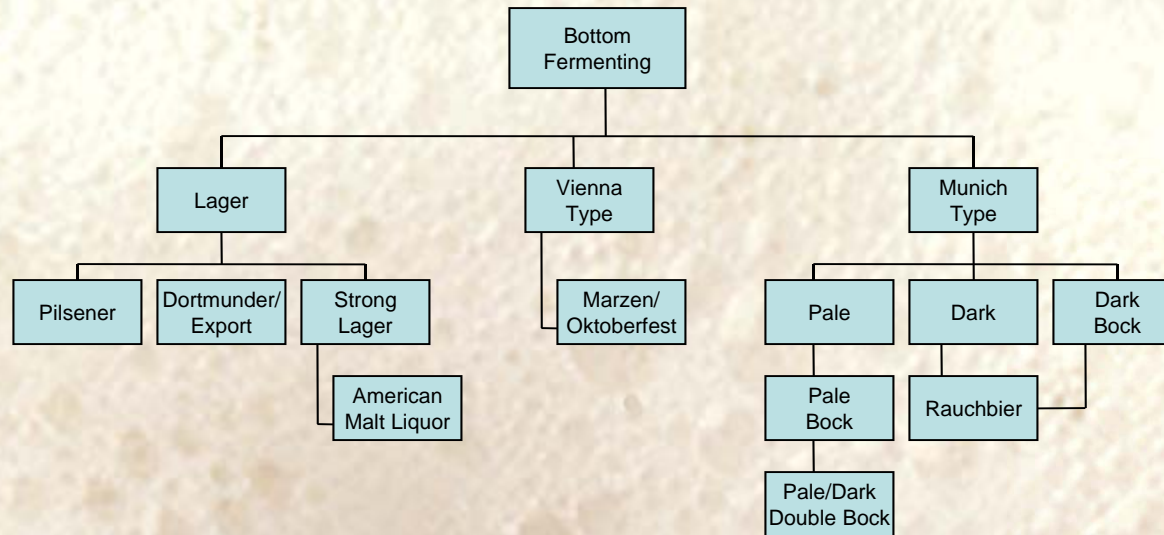 Bottom
Fermenting
Lager
Vienna
Type
Munich
Type
Pilsener
Dortmunder/
Export
Strong
Lager
Marzen/
Oktoberfest
Pale
Dark
Dark
Bock
American
Malt Liquor
Pale
Bock
Rauchbier
Pale/Dark
Double Bock